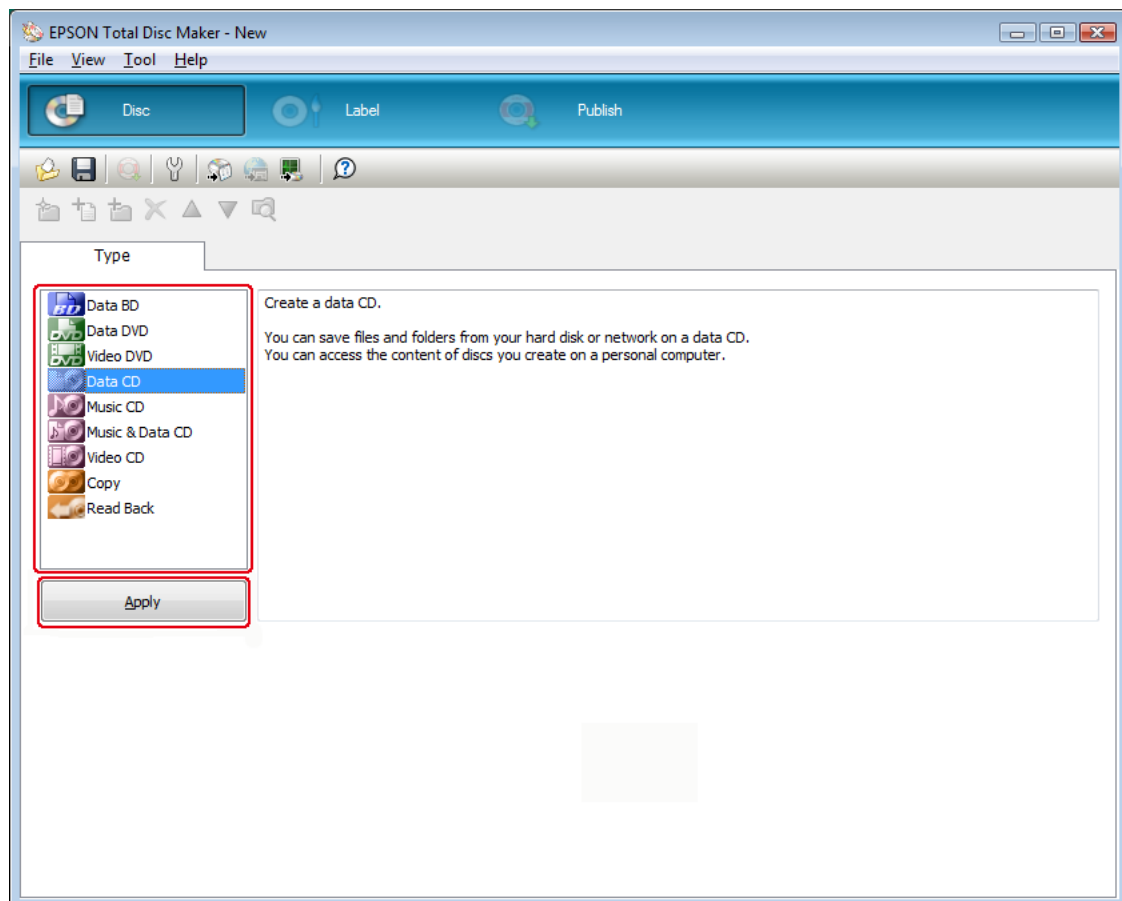 EPSON Total Disc Maker - New
File View Tool Help
Disc Label Publish
Type
Data BD
Data DVD
Video DVD
Data CD
Music CD
Music & Data CD
Video CD
Copy
Read Back
Apply
Create a data CD.
You can save files and folders from your hard disk or network on a data CD.
You can access the content of discs you create on a personal computer.